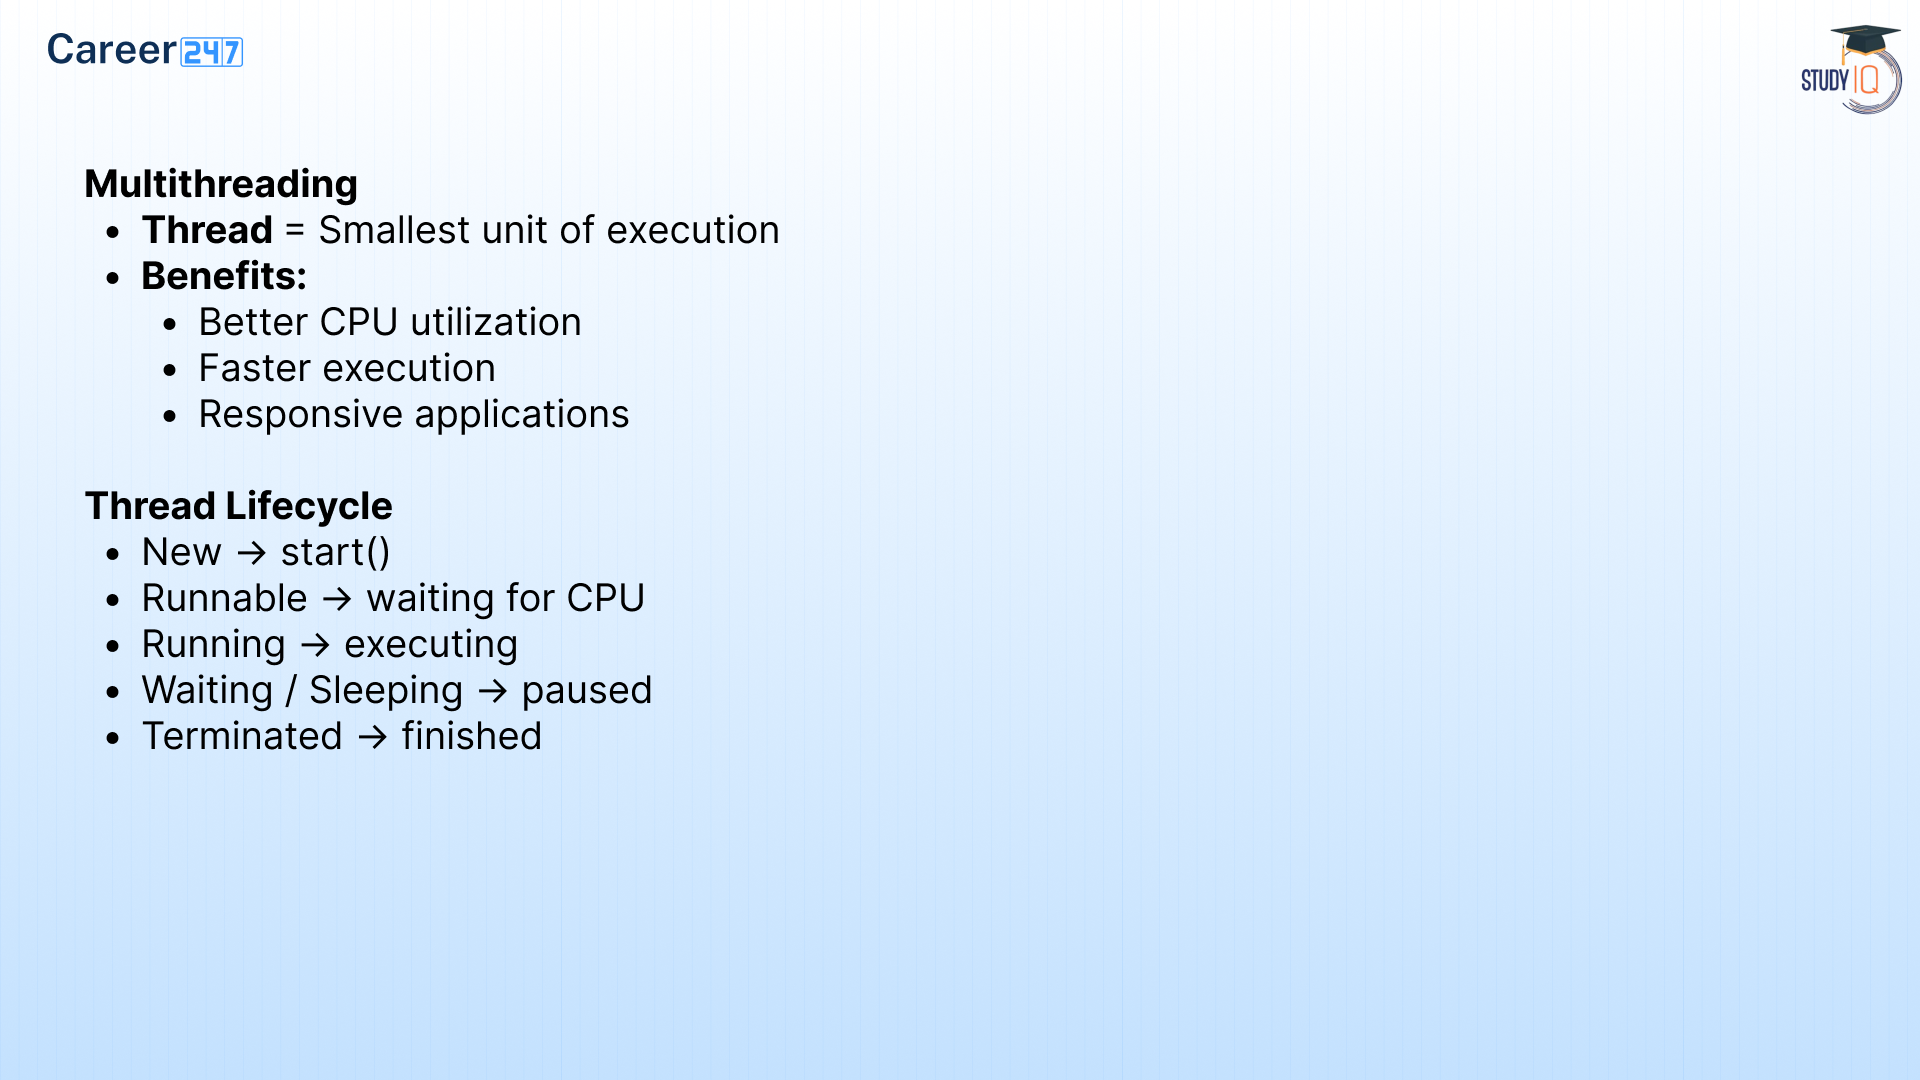 Career247
STUDY IQ
Multithreading
• Thread = Smallest unit of execution
• Benefits:
• Better CPU utilization
• Faster execution
• Responsive applications
Thread Lifecycle
• New → start()
• Runnable → waiting for CPU
• Running → executing
• Waiting / Sleeping → paused
• Terminated → finished